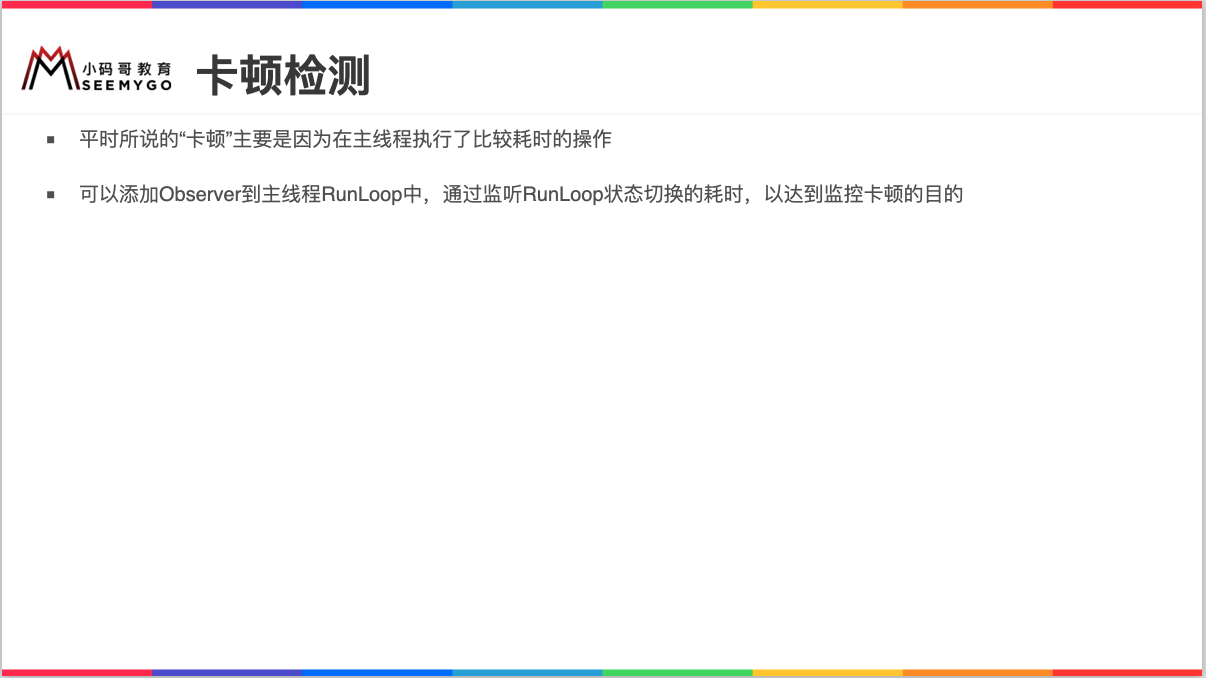 小码哥教育
SEEMYGO
卡顿检测
平时所说的“卡顿”主要是因为在主线程执行了比较耗时的操作
可以添加Observer到主线程RunLoop中，通过监听RunLoop状态切换的耗时，以达到监控卡顿的目的